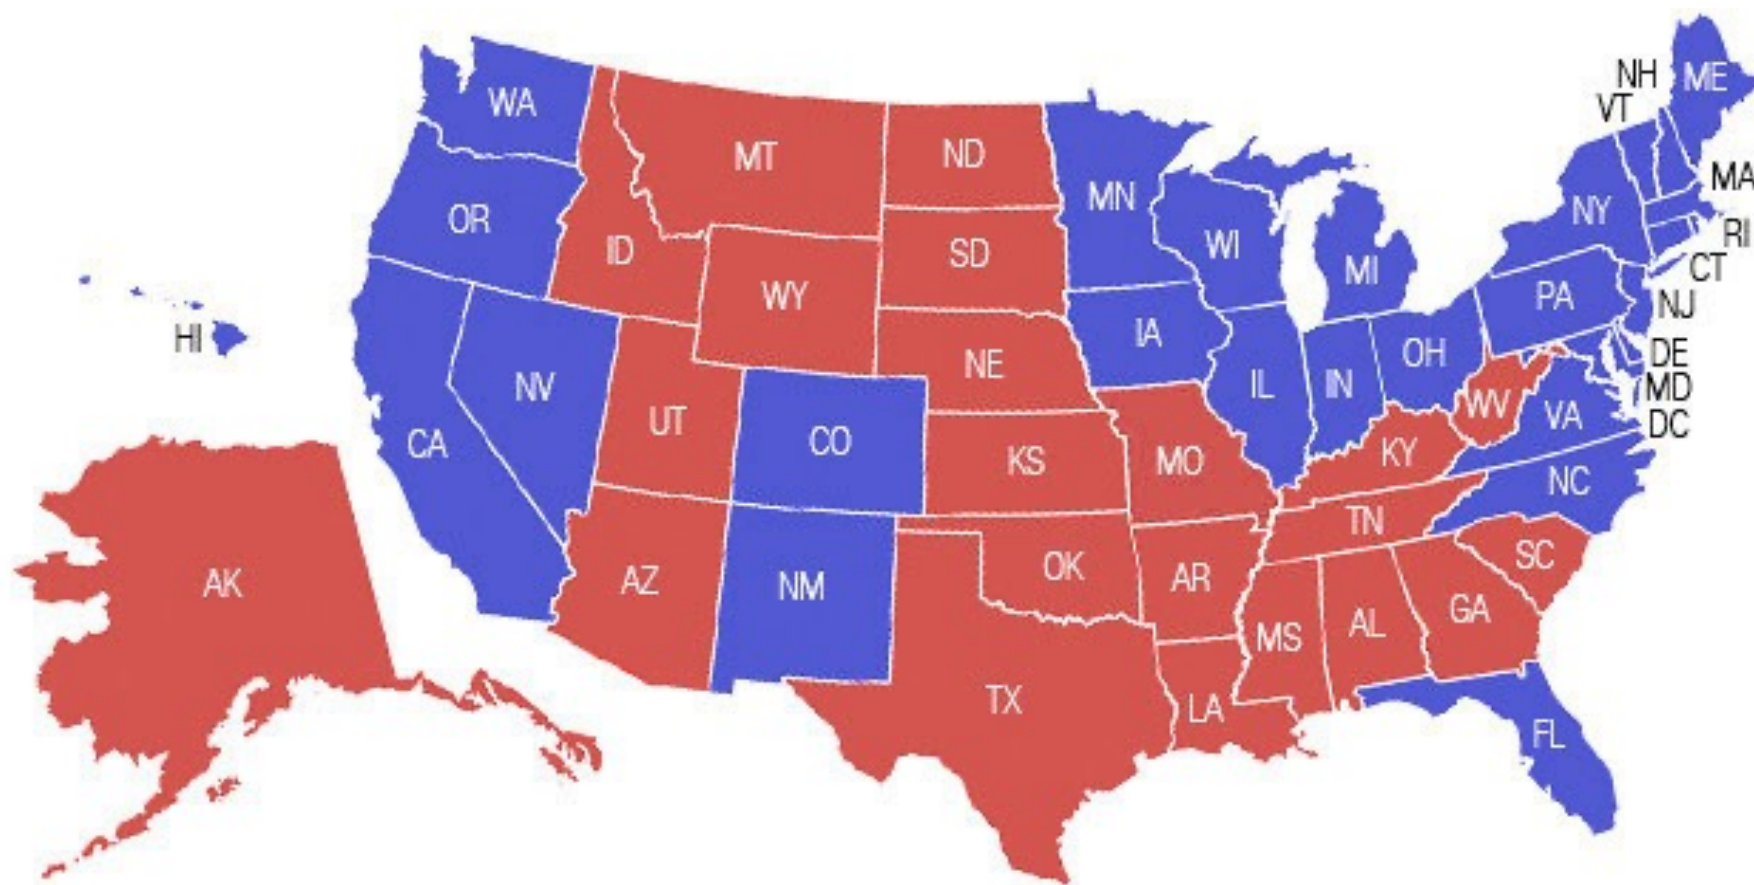 NH
ME
VT
WA
MT
ND
MN
MA
OR
NY
RI
ID
SD
WI
CT
MI
WY
PA
NJ
HI
IA
NE
OH
DE
NV
IL
IN
MD
WV
UT
CO
VA
DC
CA
KS
MO
KY
NC
TN
AK
AZ
NM
OK
AR
SC
GA
MS
AL
TX
LA
FL